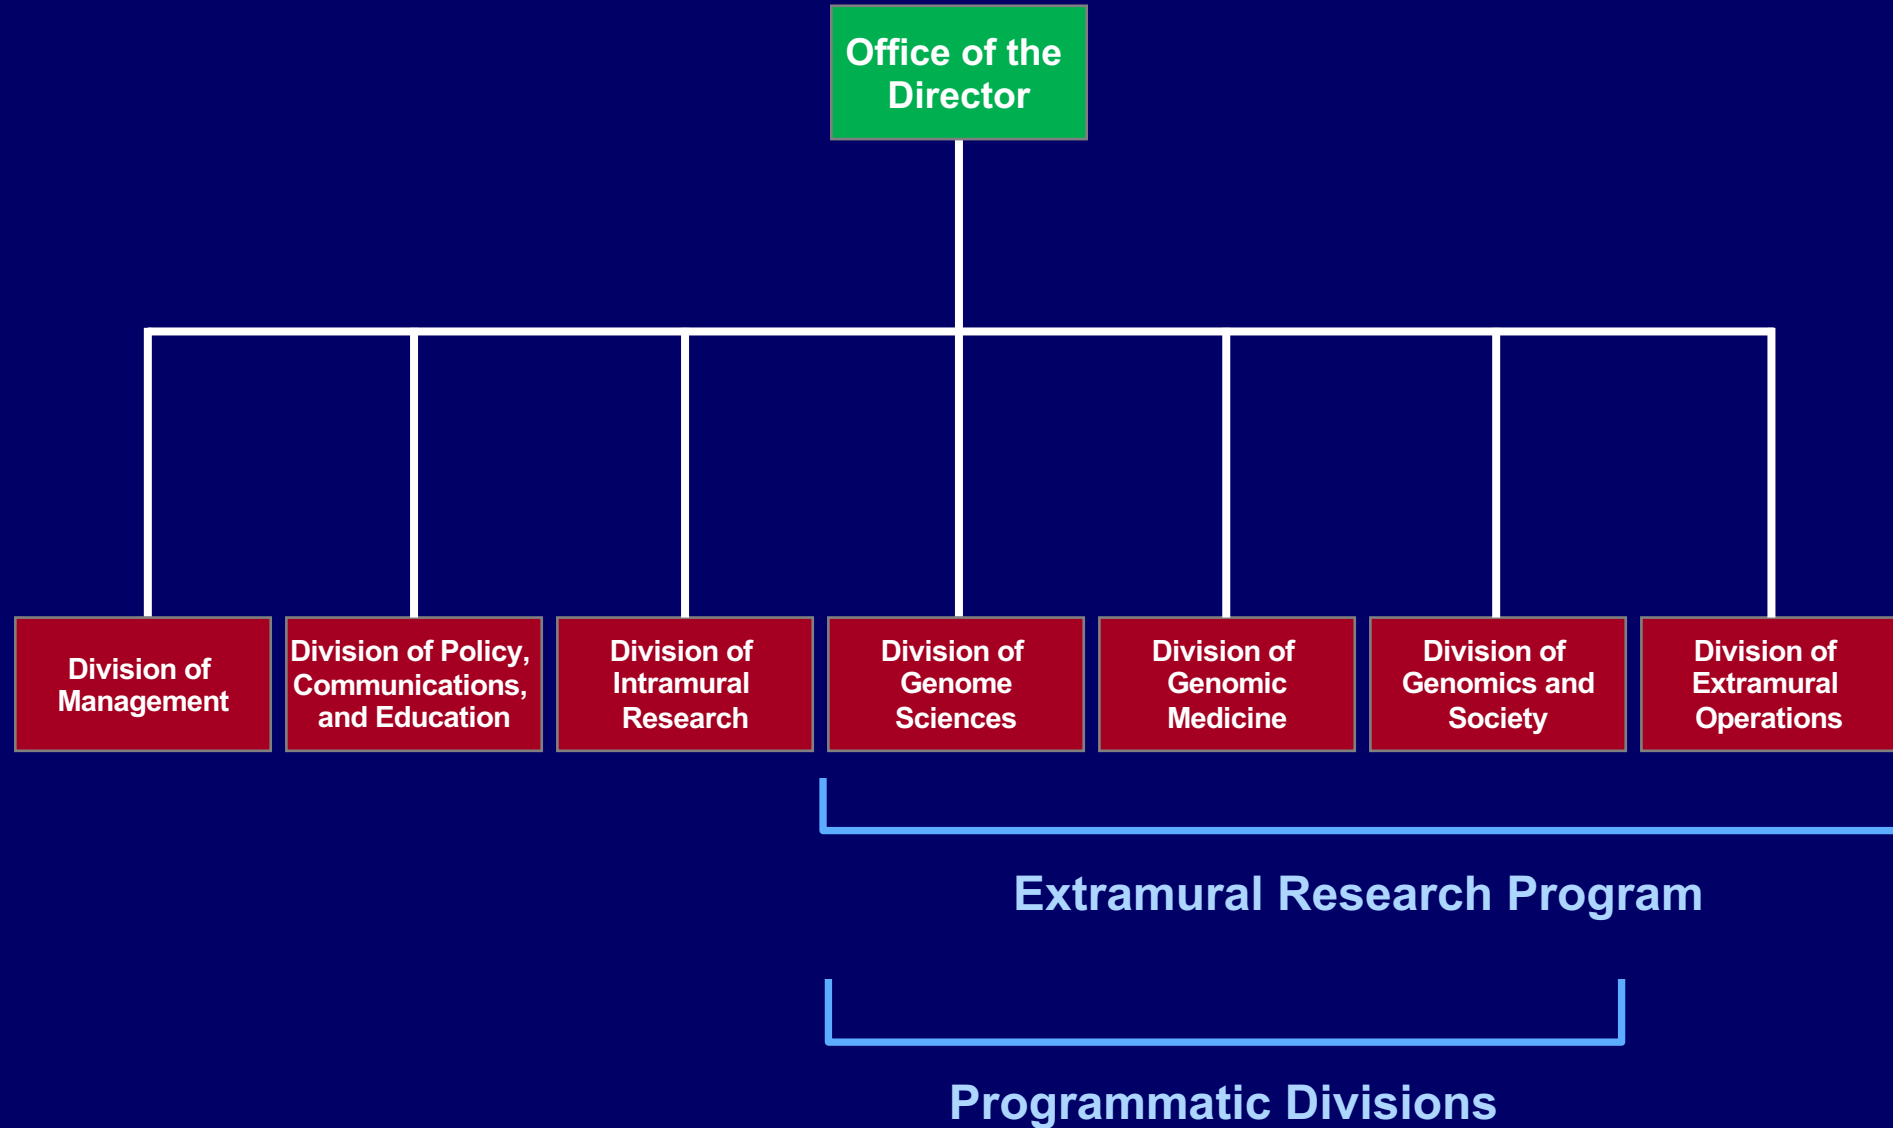 Office of the
Director
Division of
Management
Division of Policy,
Communications,
and Education
Division of
Intramural
Research
Division of
Genome
Sciences
Division of
Genomic
Medicine
Division of
Genomics and
Society
Division of
Extramural
Operations
Extramural Research Program
Programmatic Divisions